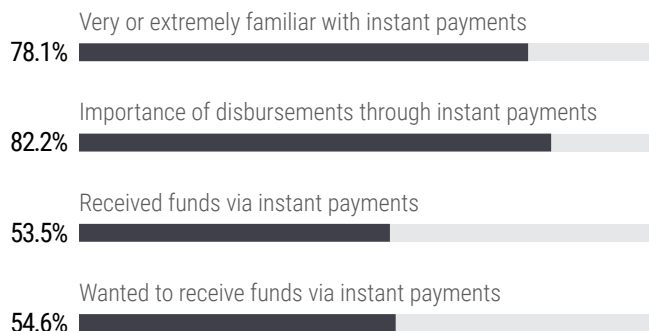 Very or extremely familiar with instant payments
78.1%
Importance of disbursements through instant payments
82.2%
Received funds via instant payments
53.5%
Wanted to receive funds via instant payments
54.6%